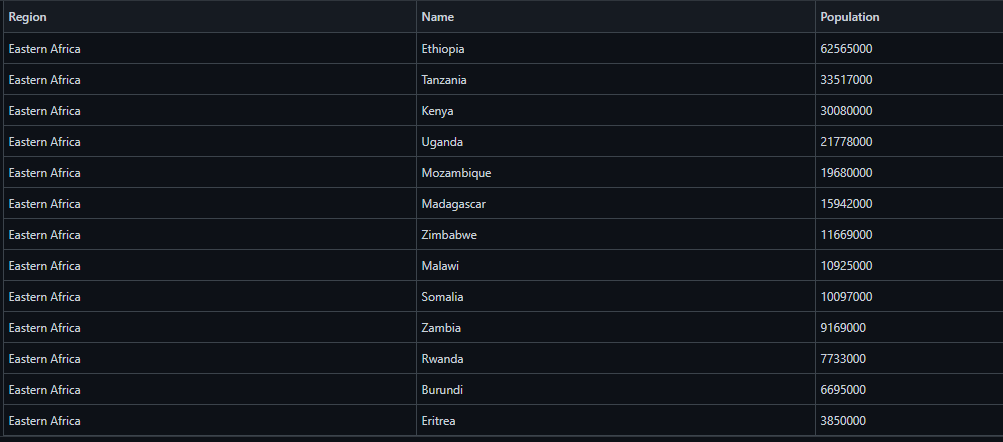 Region Name Population
Eastern Africa Ethiopia 62565000
Eastern Africa Tanzania 33517000
Eastern Africa Kenya 30080000
Eastern Africa Uganda 21778000
Eastern Africa Mozambique 19680000
Eastern Africa Madagascar 15942000
Eastern Africa Zimbabwe 11669000
Eastern Africa Malawi 10925000
Eastern Africa Somalia 10097000
Eastern Africa Zambia 9169000
Eastern Africa Rwanda 7733000
Eastern Africa Burundi 6695000
Eastern Africa Eritrea 3850000